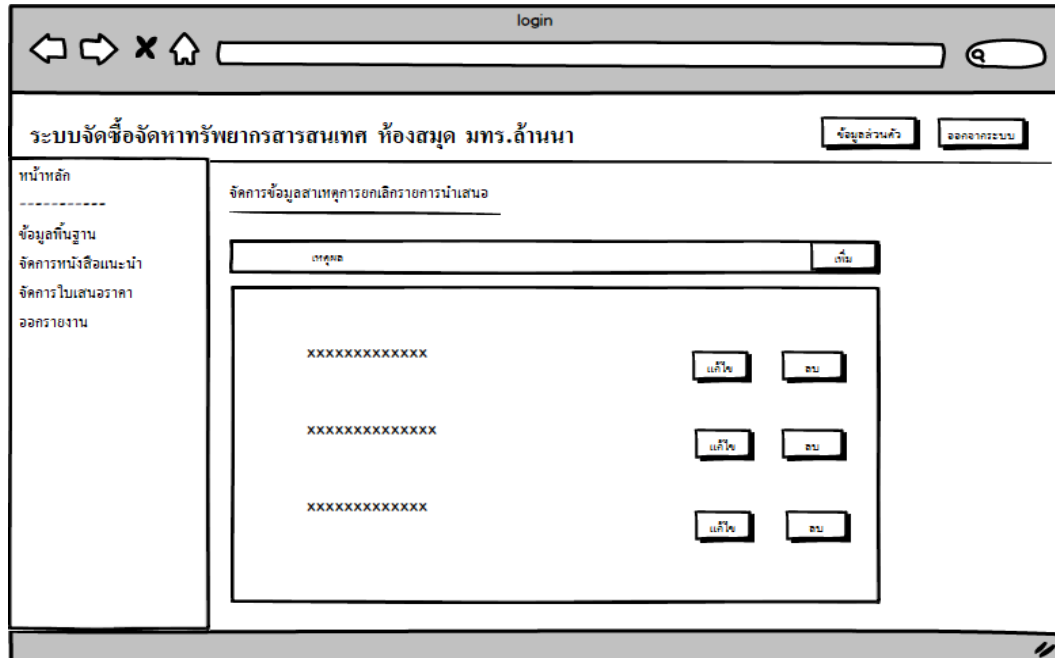 login
ระบบจัดซื้อจัดหาทรัพยากรสารสนเทศ ห้องสมุด มทร.ล้านนา
ข้อมูลส่วนตัว
ออกจากระบบ
หน้าหลัก
-----------
ข้อมูลพื้นฐาน
จัดการหนังสือแนะนำ
จัดการใบเสนอราคา
ออกรายงาน
จัดการข้อมูลสาเหตุการยกเลิกรายการนำเสนอ
เหตุผล
เพิ่ม
xxxxxxxxxxxxx
แก้ไข
ลบ
xxxxxxxxxxxxxx
แก้ไข
ลบ
xxxxxxxxxxxxx
แก้ไข
ลบ